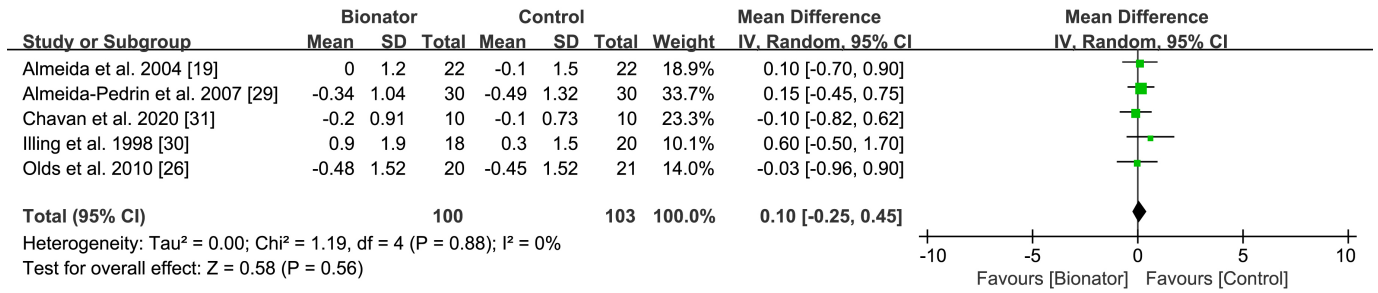 Bionator Control Mean Difference Mean Difference
Study or Subgroup Mean SD Total Mean SD Total Weight IV, Random, 95% CI IV, Random, 95% CI
Almeida et al. 2004 [19] 0 1.2 22 -0.1 1.5 22 18.9% 0.10 [-0.70, 0.90]
Almeida-Pedrin et al. 2007 [29] -0.34 1.04 30 -0.49 1.32 30 33.7% 0.15 [-0.45, 0.75]
Chavan et al. 2020 [31] -0.2 0.91 10 -0.1 0.73 10 23.3% -0.10 [-0.82, 0.62]
Illing et al. 1998 [30] 0.9 1.9 18 0.3 1.5 20 10.1% 0.60 [-0.50, 1.70]
Olds et al. 2010 [26] -0.48 1.52 20 -0.45 1.52 21 14.0% -0.03 [-0.96, 0.90]
Total (95% CI) 100 103 100.0% 0.10 [-0.25, 0.45]
Heterogeneity: Tau² = 0.00; Chi² = 1.19, df = 4 (P = 0.88); I² = 0%
Test for overall effect: Z = 0.58 (P = 0.56)
-10 -5 0 5 10
Favours [Bionator] Favours [Control]